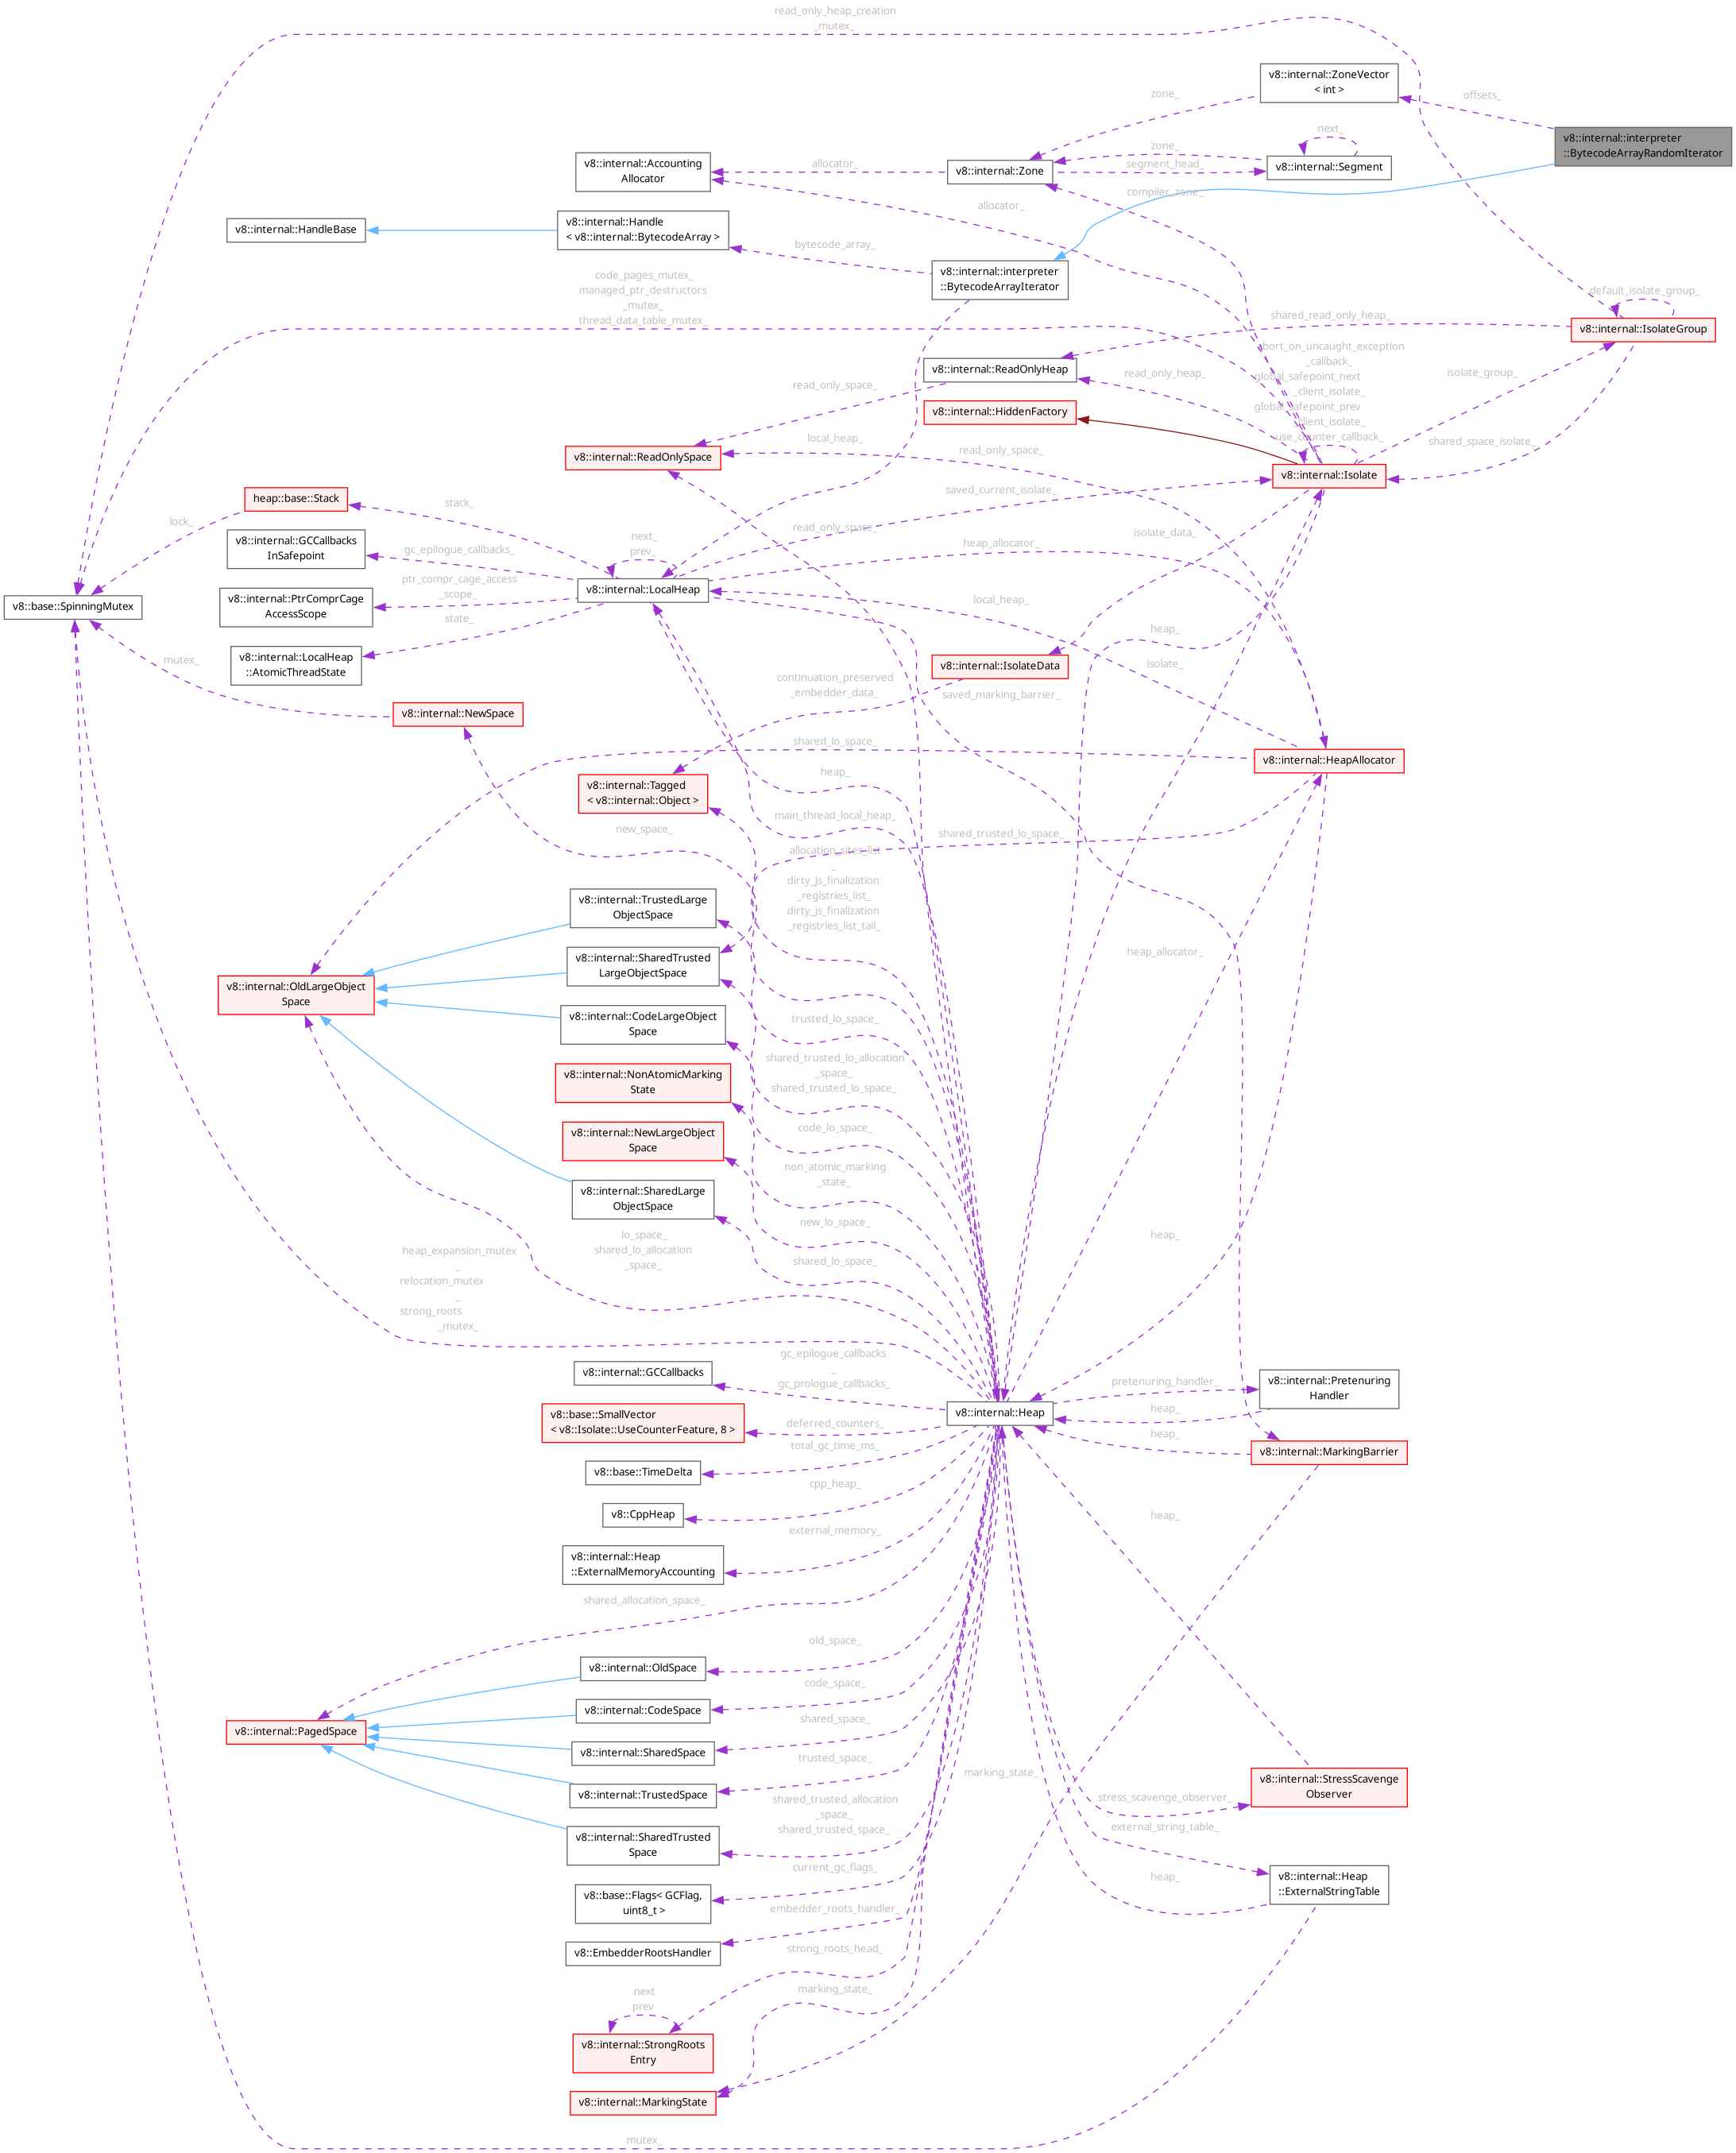 read_only_heap_creation
_mutex_
v8::internal::ZoneVector
< int >
offsets_
zone_
v8::internal::interpreter
::BytecodeArrayRandomIterator
next_
zone_
v8::internal::Accounting
Allocator
allocator_
v8::internal::Zone
segment_head_
v8::internal::Segment
compiler_zone_
allocator_
v8::internal::HandleBase
v8::internal::Handle
< v8::internal::BytecodeArray >
bytecode_array_
v8::internal::interpreter
::BytecodeArrayIterator
code_pages_mutex_
managed_ptr_destructors
_mutex_
thread_data_table_mutex_
default_isolate_group_
shared_read_only_heap_
v8::internal::IsolateGroup
abort_on_uncaught_exception
_callback_
global_safepoint_next
_client_isolate_
global_safepoint_prev
_client_isolate_
use_counter_callback_
v8::internal::ReadOnlyHeap
read_only_heap_
isolate_group_
read_only_space_
v8::internal::HiddenFactory
local_heap_
read_only_space_
shared_space_isolate_
v8::internal::ReadOnlySpace
v8::internal::Isolate
heap::base::Stack
stack_
saved_current_isolate_
lock_
read_only_space_
isolate_data_
v8::internal::GCCallbacks
InSafepoint
gc_epilogue_callbacks_
next_
prev_
heap_allocator_
ptr_compr_cage_access
_scope_
v8::internal::LocalHeap
local_heap_
v8::base::SpinningMutex
v8::internal::PtrComprCage
AccessScope
state_
heap_
v8::internal::LocalHeap
::AtomicThreadState
mutex_
isolate_
v8::internal::IsolateData
continuation_preserved
_embedder_data_
saved_marking_barrier_
v8::internal::NewSpace
shared_lo_space_
v8::internal::HeapAllocator
heap_
v8::internal::Tagged
< v8::internal::Object >
main_thread_local_heap_
new_space_
shared_trusted_lo_space_
allocation_sites_list
_
dirty_js_finalization
_registries_list_
dirty_js_finalization
_registries_list_tail_
v8::internal::TrustedLarge
ObjectSpace
v8::internal::SharedTrusted
LargeObjectSpace
heap_allocator_
v8::internal::OldLargeObject
Space
v8::internal::CodeLargeObject
Space
trusted_lo_space_
v8::internal::NonAtomicMarking
State
shared_trusted_lo_allocation
_space_
shared_trusted_lo_space_
v8::internal::NewLargeObject
Space
code_lo_space_
v8::internal::SharedLarge
ObjectSpace
non_atomic_marking
_state_
new_lo_space_
heap_
lo_space_
shared_lo_allocation
_space_
shared_lo_space_
heap_expansion_mutex
_
relocation_mutex
_
strong_roots
_mutex_
v8::internal::GCCallbacks
gc_epilogue_callbacks
_
gc_prologue_callbacks_
v8::internal::Heap
pretenuring_handler_
v8::internal::Pretenuring
Handler
heap_
v8::base::SmallVector
< v8::Isolate::UseCounterFeature, 8 >
deferred_counters_
heap_
v8::internal::MarkingBarrier
v8::base::TimeDelta
total_gc_time_ms_
v8::CppHeap
cpp_heap_
heap_
v8::internal::Heap
::ExternalMemoryAccounting
external_memory_
shared_allocation_space_
v8::internal::OldSpace
old_space_
v8::internal::CodeSpace
code_space_
v8::internal::PagedSpace
v8::internal::SharedSpace
shared_space_
v8::internal::TrustedSpace
trusted_space_
marking_state_
v8::internal::StressScavenge
Observer
stress_scavenge_observer_
v8::internal::SharedTrusted
Space
shared_trusted_allocation
_space_
shared_trusted_space_
external_string_table_
v8::base::Flags< GCFlag,
uint8_t >
current_gc_flags_
heap_
v8::internal::Heap
::ExternalStringTable
v8::EmbedderRootsHandler
embedder_roots_handler_
next
prev
strong_roots_head_
v8::internal::StrongRoots
Entry
marking_state_
v8::internal::MarkingState
mutex_